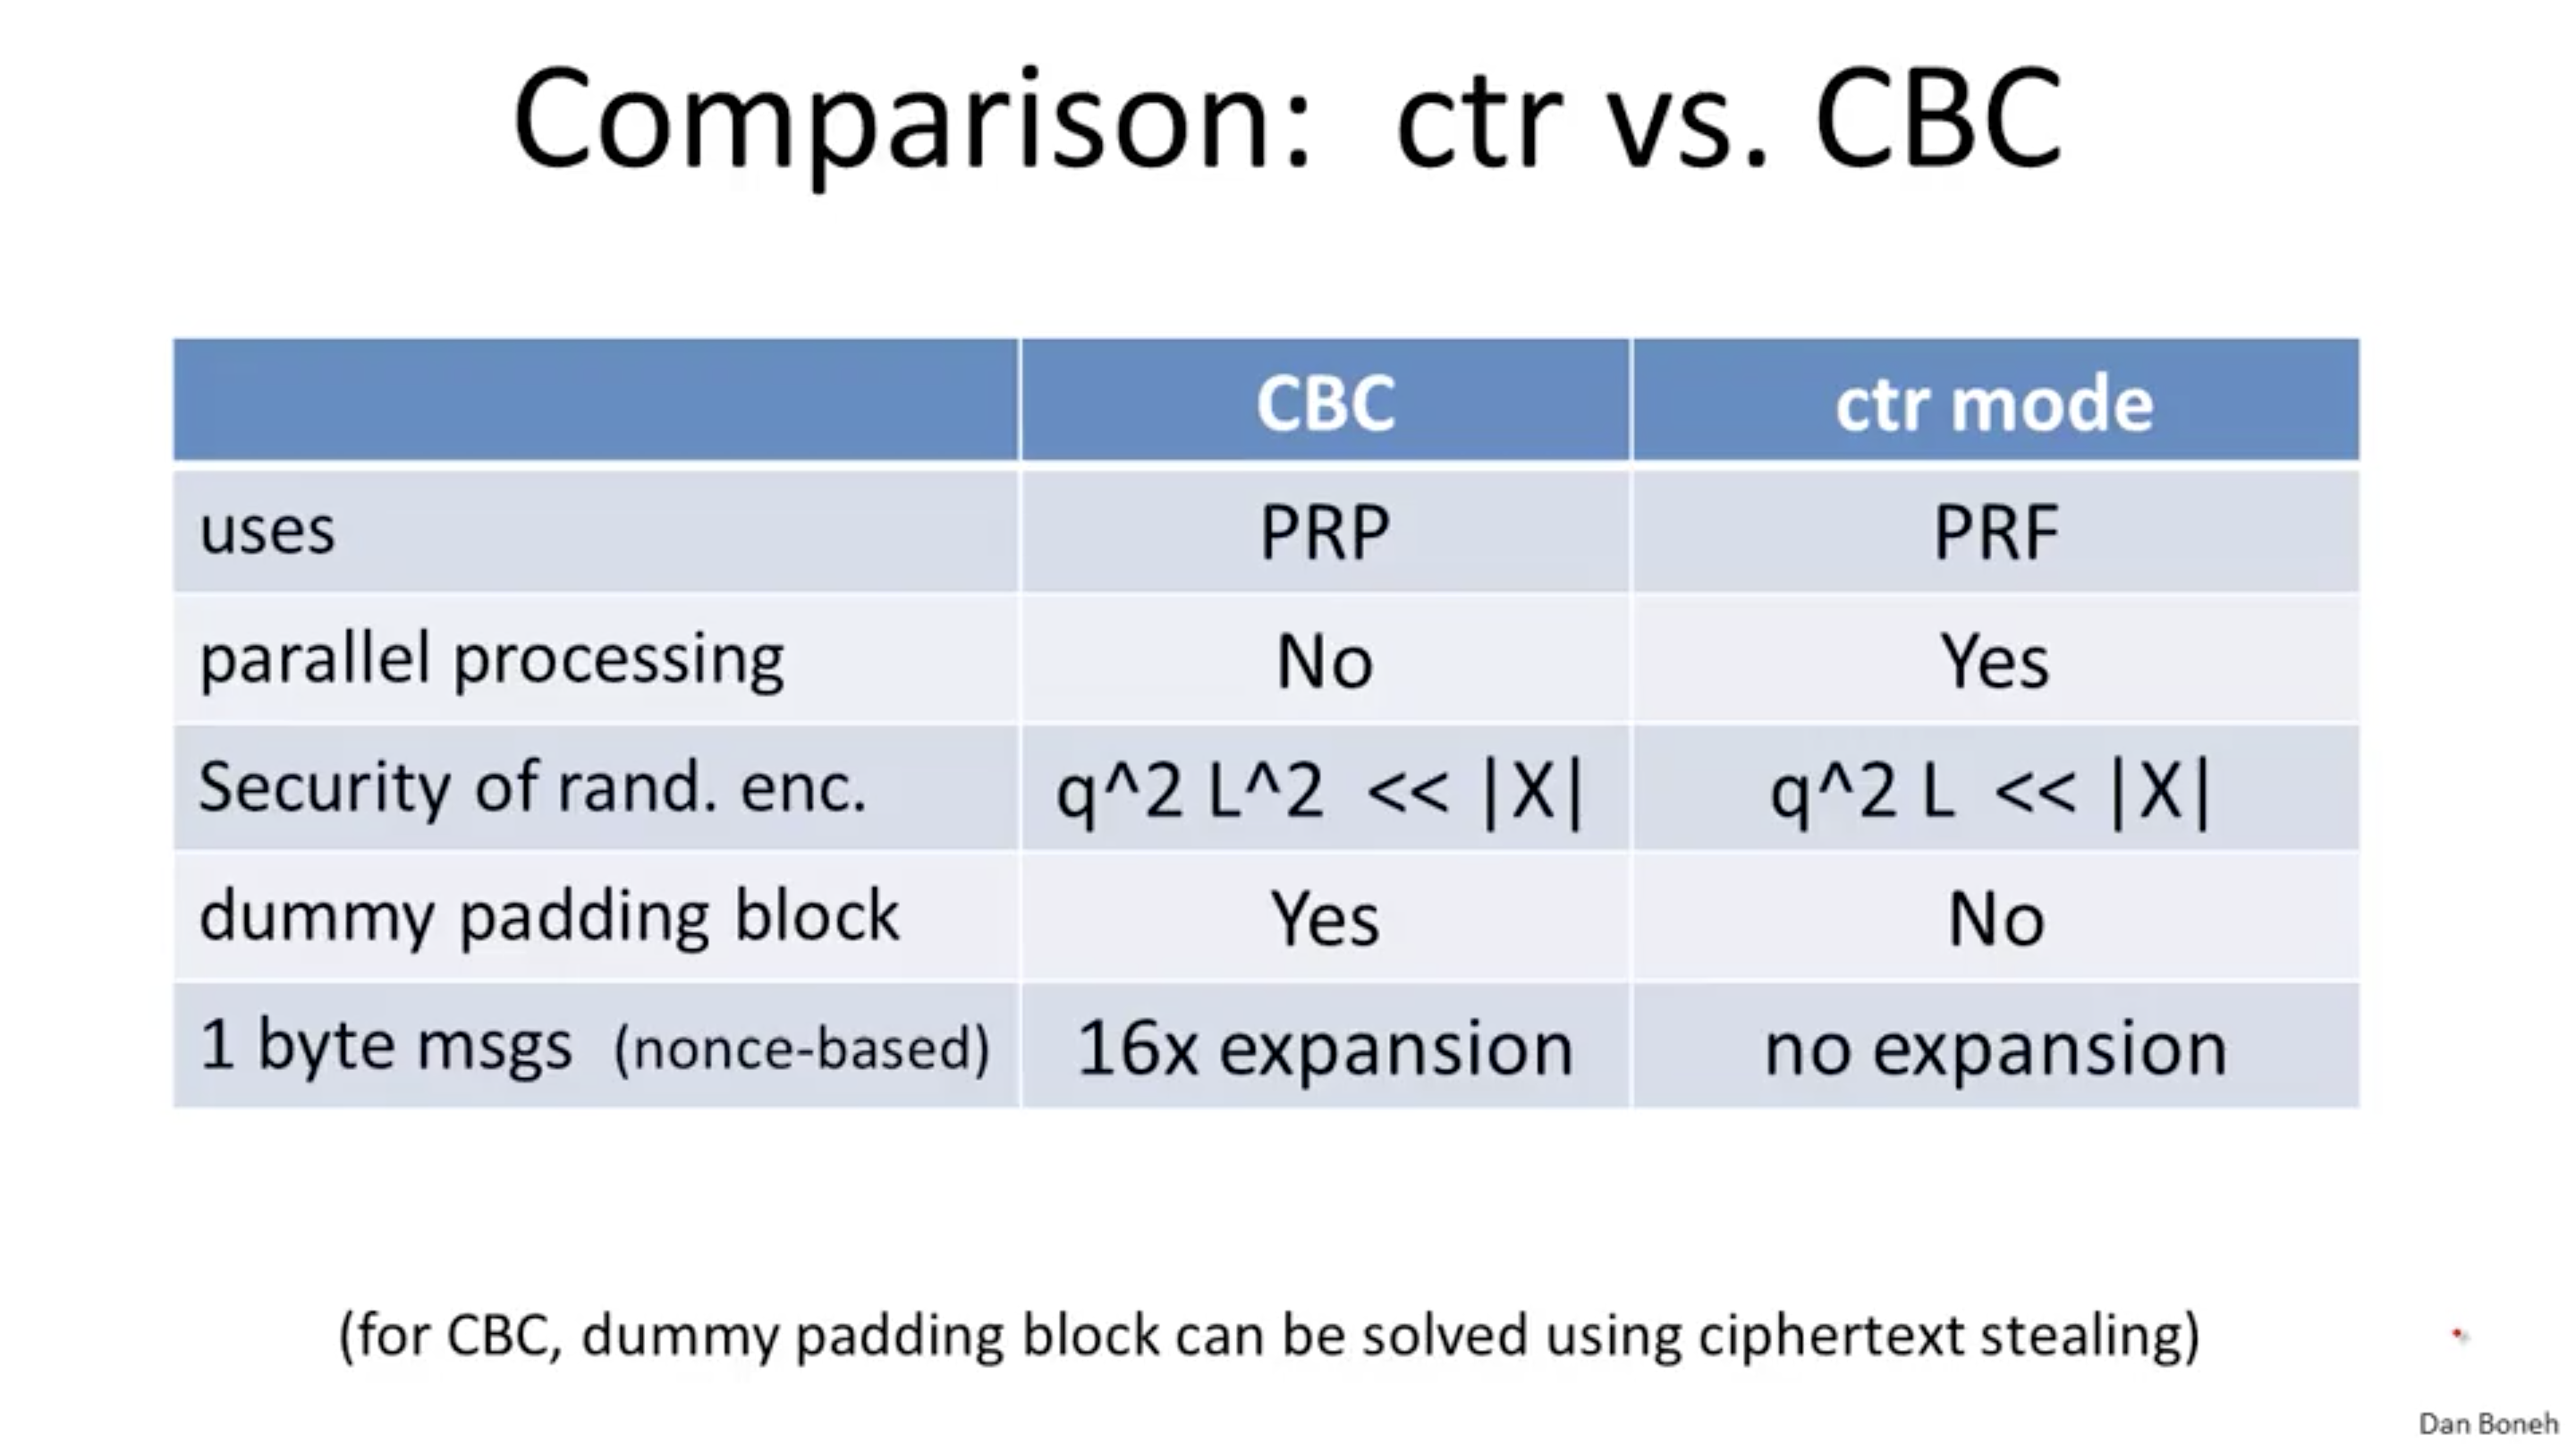 Comparison: ctr vs. CBC
CBC ctr mode
uses PRP PRF
parallel processing No Yes
Security of rand. enc. q^2 L^2 << |X| q^2 L << |X|
dummy padding block Yes No
1 byte msgs (nonce-based) 16x expansion no expansion
(for CBC, dummy padding block can be solved using ciphertext stealing)
Dan Boneh